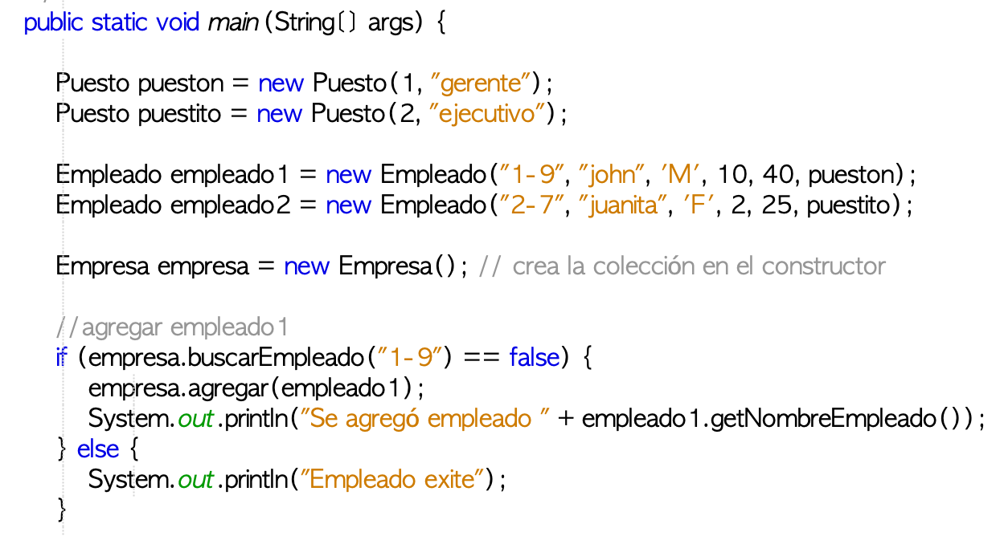 public static void main(String[] args) {
Puesto pueston = new Puesto(1, "gerente");
Puesto puestito = new Puesto(2, "ejecutivo");
Empleado empleado1 = new Empleado("1-9", "john", 'M', 10, 40, pueston);
Empleado empleado2 = new Empleado("2-7", "juanita", 'F', 2, 25, puestito);
Empresa empresa = new Empresa(); // crea la colección en el constructor
//agregar empleado1
if (empresa.buscarEmpleado("1-9") == false) {
empresa.agregar(empleado1);
System.out.println("Se agregó empleado " + empleado1.getNombreEmpleado());
} else {
System.out.println("Empleado exite");
}